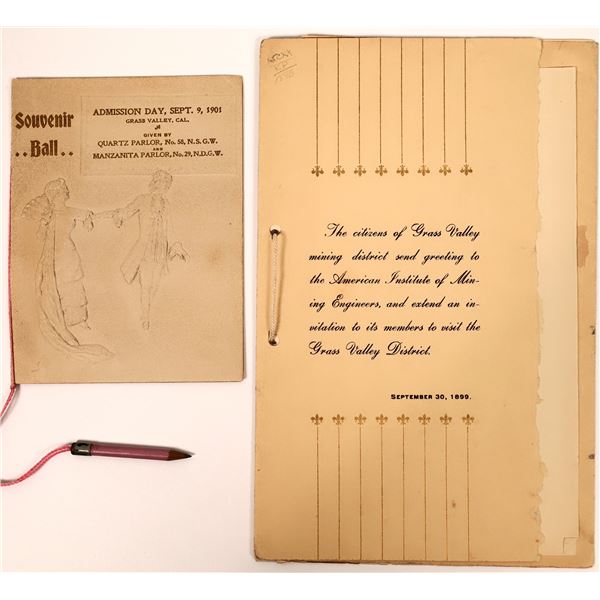 Souvenir
..Ball..
ADMISSION DAY, SEPT. 9, 1901
GRASS VALLEY, CAL.
GIVEN BY
QUARTZ PARLOR, No. 58, N.S.G.W.
AND
MANZANITA PARLOR, No. 29, N.D.G.W.
The citizens of Grass Valley
mining district send greeting to
the American Institute of Min-
ing Engineers, and extend an in-
vitation to its members to visit the
Grass Valley District.
SEPTEMBER 30, 1899.